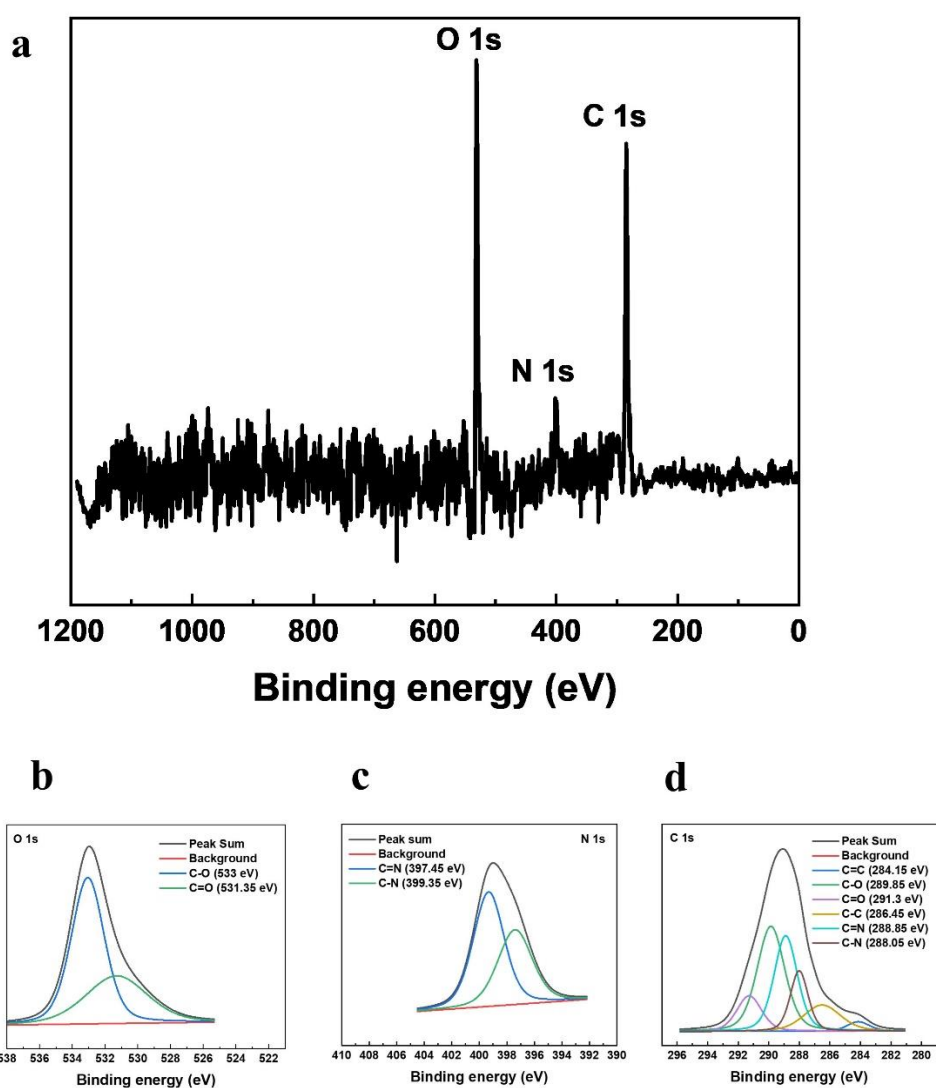 a
O 1s
C 1s
N 1s
1200 1000 800 600 400 200 0
Binding energy (eV)
b
O 1s
Peak Sum
Background
C-O (533 eV)
C=O (531.35 eV)
538 536 534 532 530 528 526 524 522
Binding energy (eV)
c
N 1s
Peak sum
Background
C=N (397.45 eV)
C-N (399.35 eV)
410 408 406 404 402 400 398 396 394 392 390
Binding energy (eV)
d
C 1s
Peak Sum
Background
C=C (284.15 eV)
C-O (289.85 eV)
C=O (291.3 eV)
C-C (286.45 eV)
C=N (288.85 eV)
C-N (288.05 eV)
296 294 292 290 288 286 284 282 280
Binding energy (eV)